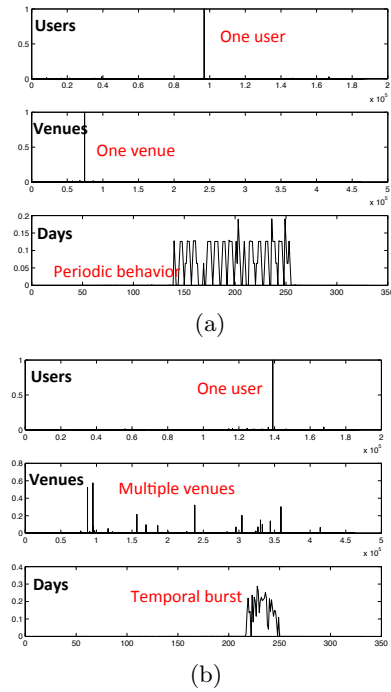 1
0.5
0
Users
One user
0 0.2 0.4 0.6 0.8 1 1.2 1.4 1.6 1.8 2
x 10^5
1
0.5
0
Venues
One venue
0 0.5 1 1.5 2 2.5 3 3.5 4 4.5 5
x 10^5
0.2
0.15
0.1
0.05
0
Days
Periodic behavior
0 50 100 150 200 250 300 350
(a)
1
0.5
0
Users
One user
0 0.2 0.4 0.6 0.8 1 1.2 1.4 1.6 1.8 2
x 10^5
0.8
0.6
0.4
0.2
0
Venues
Multiple venues
0 0.5 1 1.5 2 2.5 3 3.5 4 4.5 5
x 10^5
0.4
0.3
0.2
0.1
0
Days
Temporal burst
0 50 100 150 200 250 300 350
(b)